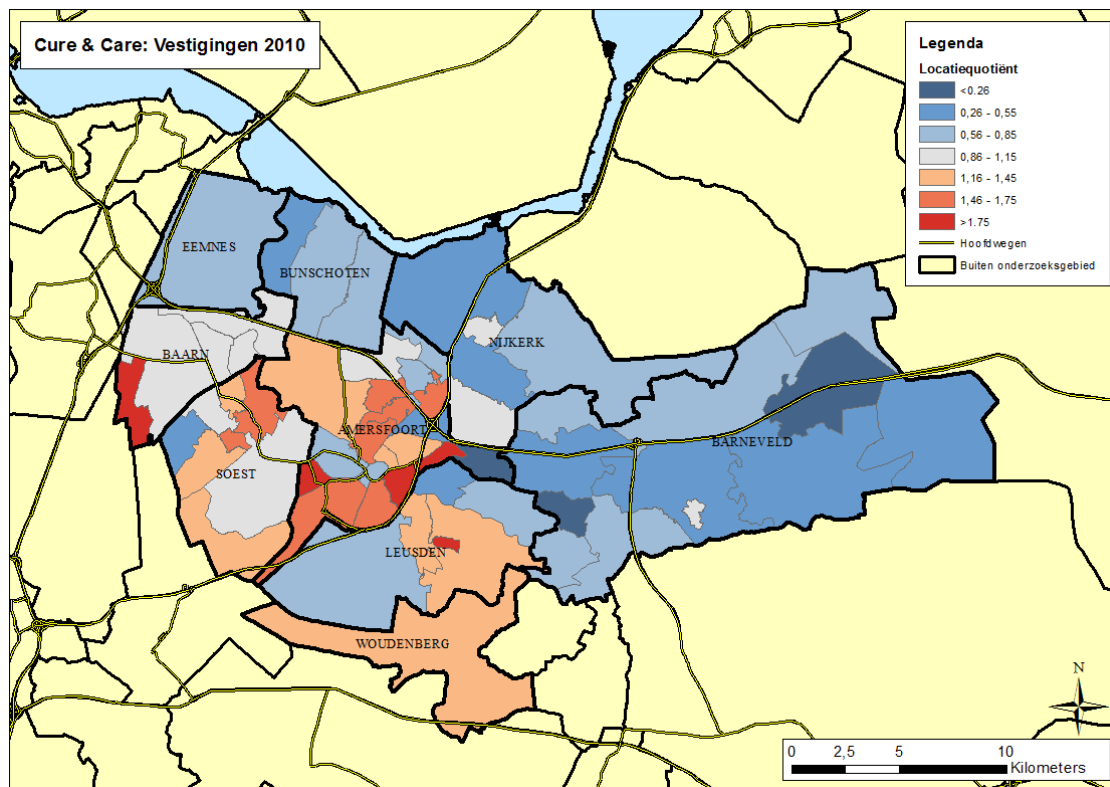 Cure & Care: Vestigingen 2010
Legenda
Locatiequotiënt
<0.26
0,26 - 0,55
0,56 - 0,85
0,86 - 1,15
1,16 - 1,45
1,46 - 1,75
>1.75
Hoofdwegen
Buiten onderzoeksgebied
EEMNES
BUNSCHOTEN
BAARN
NIJKERK
AMERSFOORT
BARNEVELD
SOEST
LEUSDEN
WOUDENBERG
N
0 2,5 5 10
Kilometers